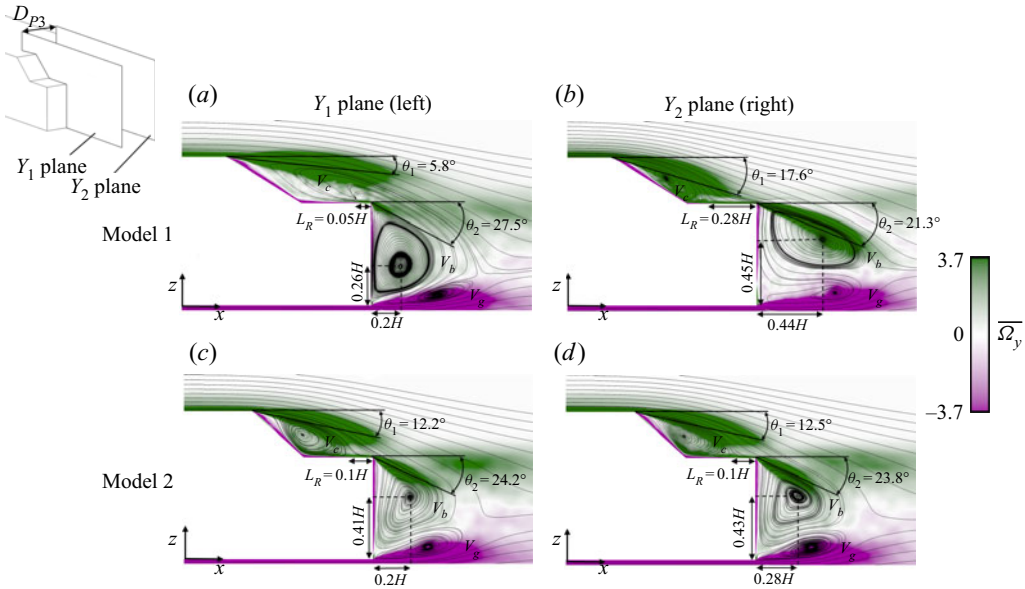 D_{P3}
Y_1 plane
Y_2 plane
(a)
Y_1 plane (left)
(b)
Y_2 plane (right)
Model 1
θ_1 = 5.8°
V_c
L_R = 0.05H
θ_2 = 27.5°
V_b
0.26H
V_g
z
x
0.2H
θ_1 = 17.6°
V_c
L_R = 0.28H
θ_2 = 21.3°
V_b
0.45H
V_g
z
x
0.44H
3.7
0
–3.7
\overline{Ω_y}
(c)
(d)
Model 2
θ_1 = 12.2°
V_c
L_R = 0.1H
θ_2 = 24.2°
V_b
0.41H
V_g
z
x
0.2H
θ_1 = 12.5°
V_c
L_R = 0.1H
θ_2 = 23.8°
V_b
0.43H
V_g
z
x
0.28H